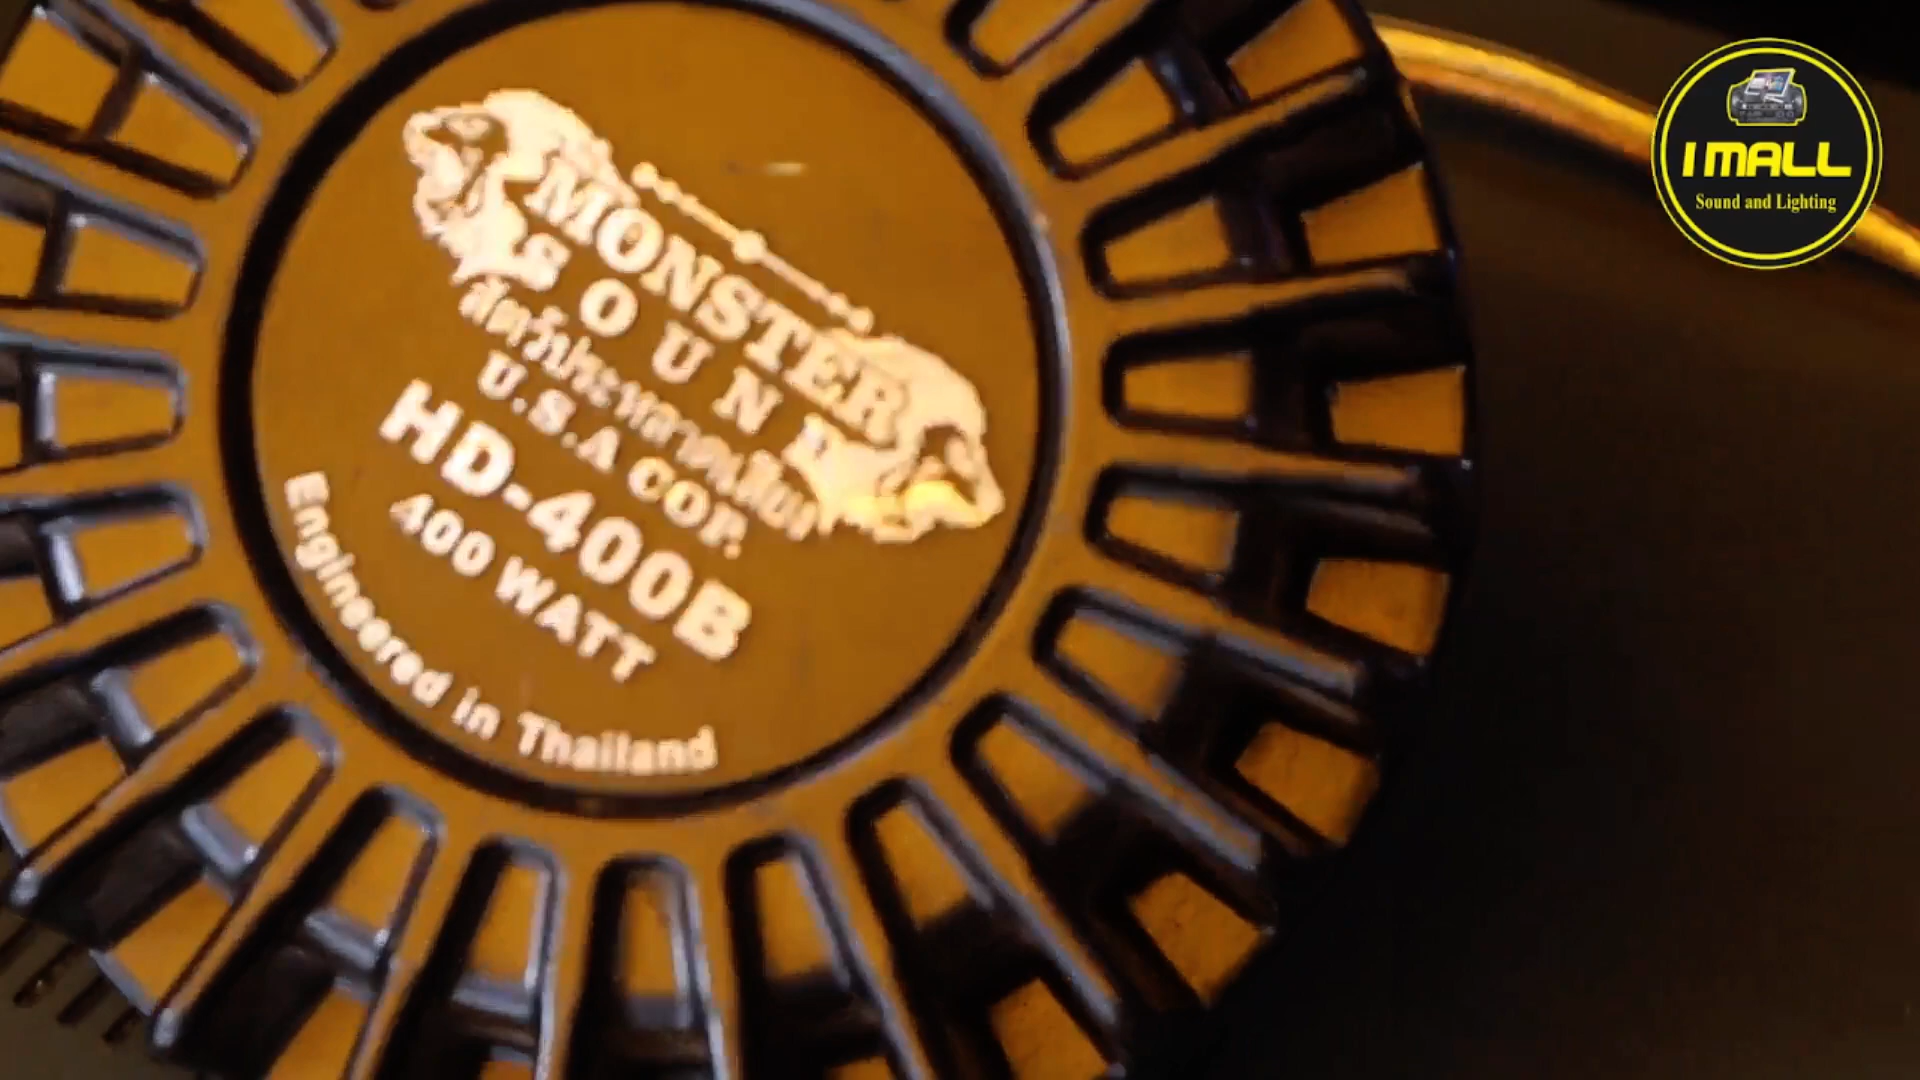 MONSTER
SOUND
สัตว์ประหลาดเสียง
U.S.A COP.
HD-400B
400 WATT
Engineered in Thailand
I MALL
Sound and Lighting